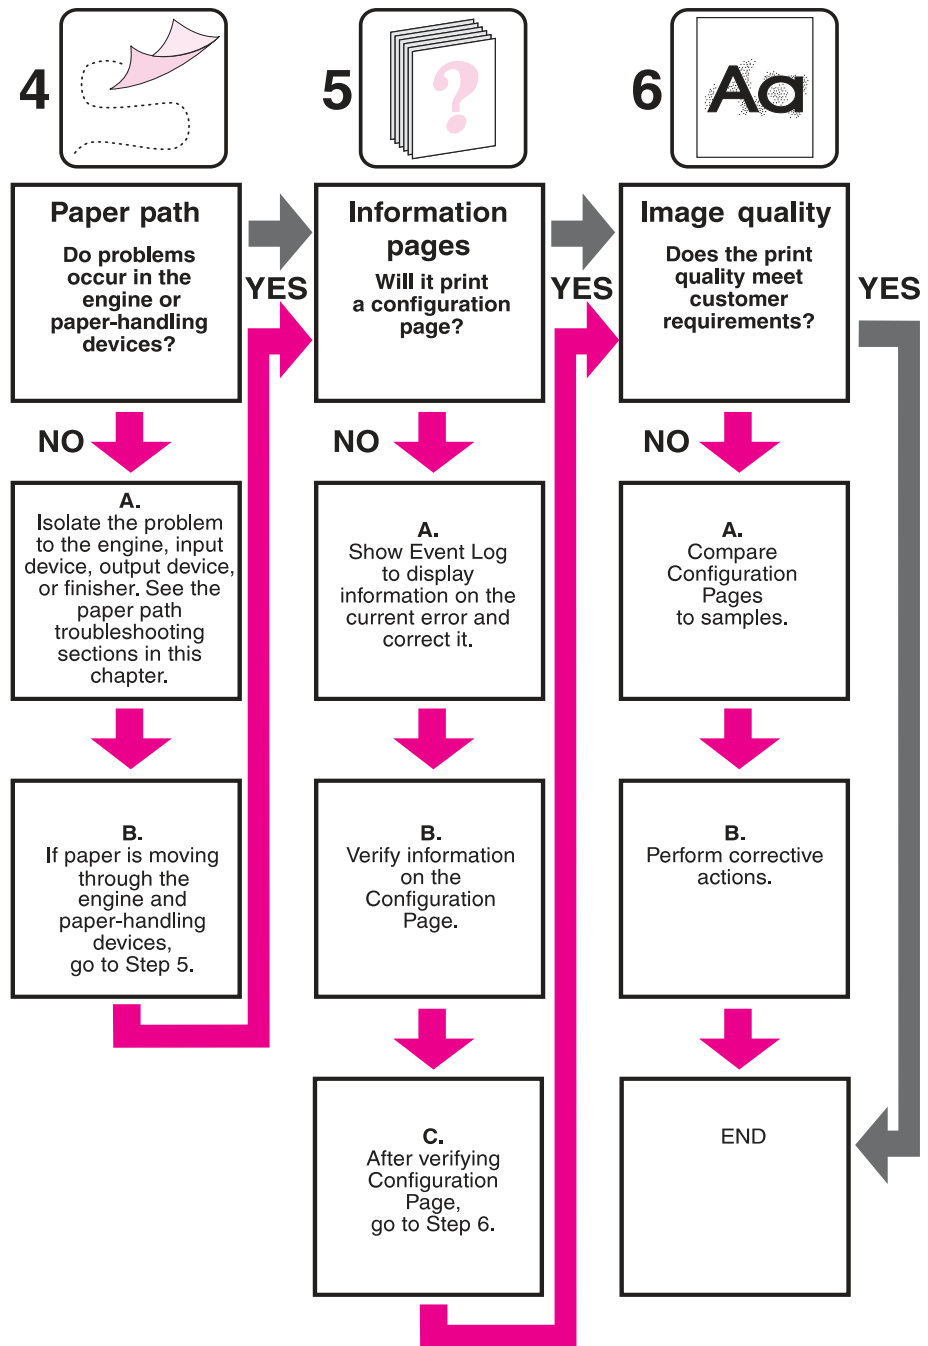 4
Paper path
Do problems
occur in the
engine or
paper-handling
devices?
YES
NO
A.
Isolate the problem
to the engine, input
device, output device,
or finisher. See the
paper path
troubleshooting
sections in this
chapter.
B.
If paper is moving
through the
engine and
paper-handling
devices,
go to Step 5.
5
?
Information
pages
Will it print
a configuration
page?
YES
NO
A.
Show Event Log
to display
information on the
current error and
correct it.
B.
Verify information
on the
Configuration
Page.
C.
After verifying
Configuration
Page,
go to Step 6.
6
Aa
Image quality
Does the print
quality meet
customer
requirements?
YES
NO
A.
Compare
Configuration
Pages
to samples.
B.
Perform corrective
actions.
END